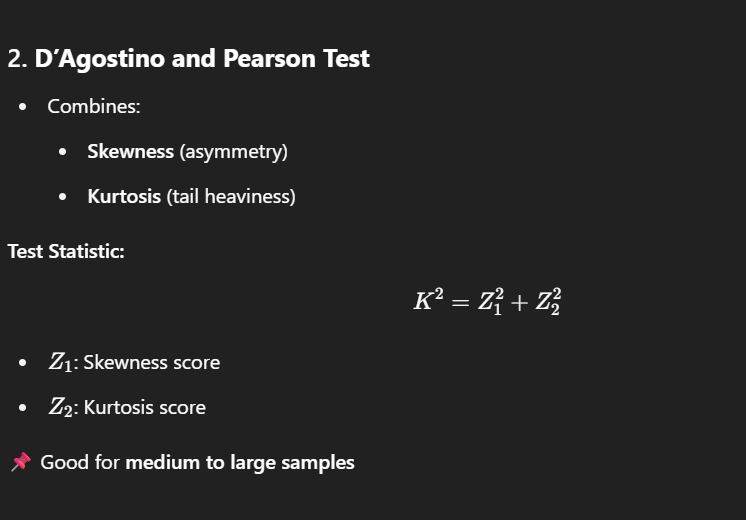 2. D’Agostino and Pearson Test
• Combines:
• Skewness (asymmetry)
• Kurtosis (tail heaviness)
Test Statistic:
K² = Z₁² + Z₂²
• Z₁: Skewness score
• Z₂: Kurtosis score
📌 Good for medium to large samples